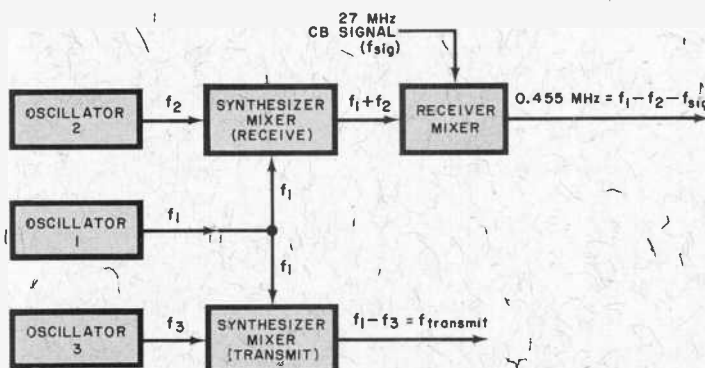 27 MHz
CB SIGNAL
(fsig)
OSCILLATOR
2
f2
SYNTHESIZER
MIXER
(RECEIVE)
f1+f2
RECEIVER
MIXER
0.455 MHz = f1-f2-fsig
f1
OSCILLATOR
1
f1
f1
OSCILLATOR
3
f3
SYNTHESIZER
MIXER
(TRANSMIT)
f1-f3 = ftransmit